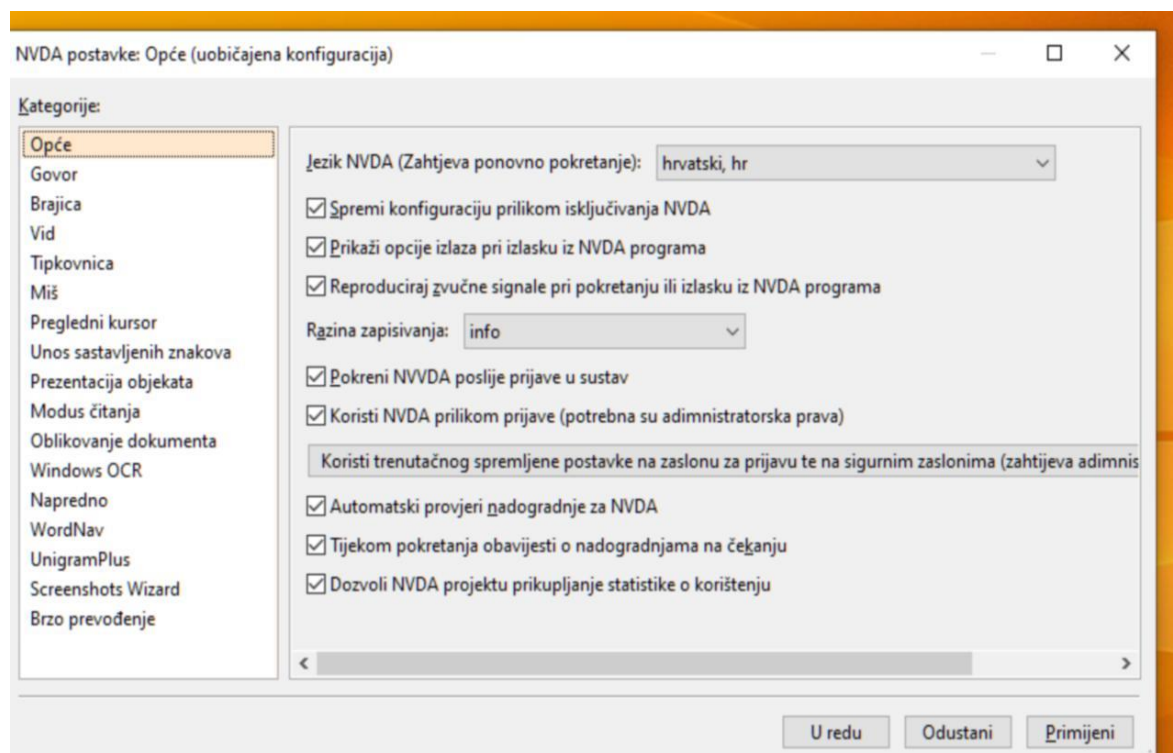 NVDA postavke: Opće (uobičajena konfiguracija)
Kategorije:
Opće
Govor
Brajica
Vid
Tipkovnica
Miš
Pregledni kursor
Unos sastavljenih znakova
Prezentacija objekata
Modus čitanja
Oblikovanje dokumenta
Windows OCR
Napredno
WordNav
UnigramPlus
Screenshots Wizard
Brzo prevođenje
Jezik NVDA (Zahtjeva ponovno pokretanje): hrvatski, hr
Spremi konfiguraciju prilikom isključivanja NVDA
Prikaži opcije izlaza pri izlasku iz NVDA programa
Reproduciraj zvučne signale pri pokretanju ili izlasku iz NVDA programa
Razina zapisivanja: info
Pokreni NVVDA poslije prijave u sustav
Koristi NVDA prilikom prijave (potrebna su adimnistratorska prava)
Koristi trenutačnog spremljene postavke na zaslonu za prijavu te na sigurnim zaslonima (zahtijeva adimnis
Automatski provjeri nadogradnje za NVDA
Tijekom pokretanja obavijesti o nadogradnjama na čekanju
Dozvoli NVDA projektu prikupljanje statistike o korištenju
U redu Odustani Primijeni